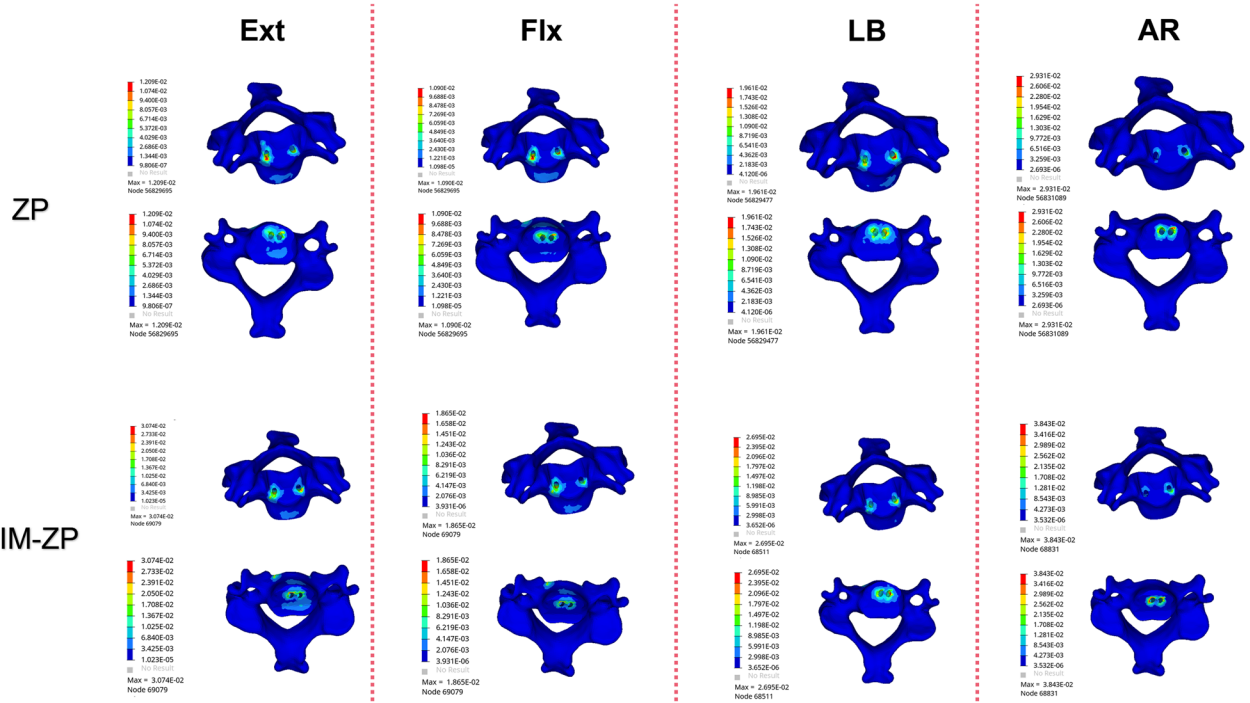 Ext
Flx
LB
AR
ZP
1.209E-02
1.074E-02
9.400E-03
8.057E-03
6.714E-03
5.372E-03
4.029E-03
2.686E-03
1.344E-03
9.806E-07
No Result
Max = 1.209E-02
Node 56829695
1.090E-02
9.688E-03
8.478E-03
7.269E-03
6.059E-03
4.849E-03
3.640E-03
2.430E-03
1.221E-03
1.098E-05
No Result
Max = 1.090E-02
Node 56829695
1.961E-02
1.743E-02
1.526E-02
1.308E-02
1.090E-02
8.719E-03
6.541E-03
4.362E-03
2.183E-03
4.120E-06
No Result
Max = 1.961E-02
Node 56829477
2.931E-02
2.606E-02
2.280E-02
1.954E-02
1.629E-02
1.303E-02
9.772E-03
6.516E-03
3.259E-03
2.693E-06
No Result
Max = 2.931E-02
Node 56831089
1.209E-02
1.074E-02
9.400E-03
8.057E-03
6.714E-03
5.372E-03
4.029E-03
2.686E-03
1.344E-03
9.806E-07
No Result
Max = 1.209E-02
Node 56829695
1.090E-02
9.688E-03
8.478E-03
7.269E-03
6.059E-03
4.849E-03
3.640E-03
2.430E-03
1.221E-03
1.098E-05
No Result
Max = 1.090E-02
Node 56829695
1.961E-02
1.743E-02
1.526E-02
1.308E-02
1.090E-02
8.719E-03
6.541E-03
4.362E-03
2.183E-03
4.120E-06
No Result
Max = 1.961E-02
Node 56829477
2.931E-02
2.606E-02
2.280E-02
1.954E-02
1.629E-02
1.303E-02
9.772E-03
6.516E-03
3.259E-03
2.693E-06
No Result
Max = 2.931E-02
Node 56831089
IM-ZP
3.074E-02
2.733E-02
2.391E-02
2.050E-02
1.708E-02
1.367E-02
1.025E-02
6.840E-03
3.425E-03
1.023E-05
No Result
Max = 3.074E-02
Node 69079
1.865E-02
1.658E-02
1.451E-02
1.243E-02
1.036E-02
8.291E-03
6.219E-03
4.147E-03
2.076E-03
3.931E-06
No Result
Max = 1.865E-02
Node 69079
2.695E-02
2.395E-02
2.096E-02
1.797E-02
1.497E-02
1.198E-02
8.985E-03
5.991E-03
2.998E-03
3.652E-06
No Result
Max = 2.695E-02
Node 68511
3.843E-02
3.416E-02
2.989E-02
2.562E-02
2.135E-02
1.708E-02
1.281E-02
8.543E-03
4.273E-03
3.532E-06
No Result
Max = 3.843E-02
Node 68831
3.074E-02
2.733E-02
2.391E-02
2.050E-02
1.708E-02
1.367E-02
1.025E-02
6.840E-03
3.425E-03
1.023E-05
No Result
Max = 3.074E-02
Node 69079
1.865E-02
1.658E-02
1.451E-02
1.243E-02
1.036E-02
8.291E-03
6.219E-03
4.147E-03
2.076E-03
3.931E-06
No Result
Max = 1.865E-02
Node 69079
2.695E-02
2.395E-02
2.096E-02
1.797E-02
1.497E-02
1.198E-02
8.985E-03
5.991E-03
2.998E-03
3.652E-06
No Result
Max = 2.695E-02
Node 68511
3.843E-02
3.416E-02
2.989E-02
2.562E-02
2.135E-02
1.708E-02
1.281E-02
8.543E-03
4.273E-03
3.532E-06
No Result
Max = 3.843E-02
Node 68831